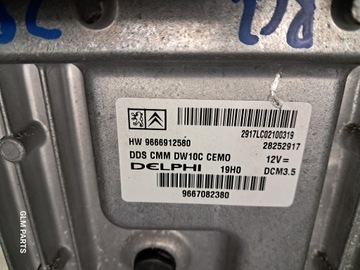 2917LC02100319
HW 9666912580
28252917
DDS CMM DW10C CEMO
12V =
DELPHI
19H0
DCM3.5
9667082380
GLM PARTS